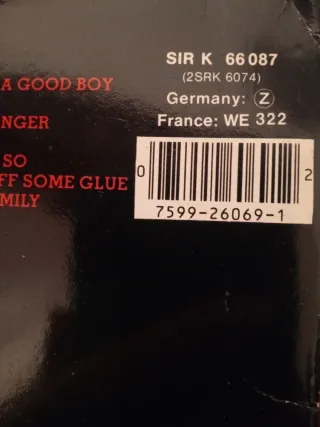 SIR K 66087
(2SRK 6074)
A GOOD BOY
Germany: Z
NGER
France: WE 322
SO
FF SOME GLUE
MILY
0 2
7599-26069-1